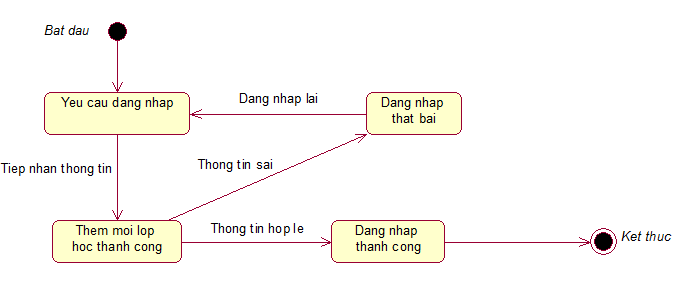 Bat dau
Yeu cau dang nhap
Dang nhap lai
Dang nhap
that bai
Tiep nhan thong tin
Thong tin sai
Them moi lop
hoc thanh cong
Thong tin hop le
Dang nhap
thanh cong
Ket thuc